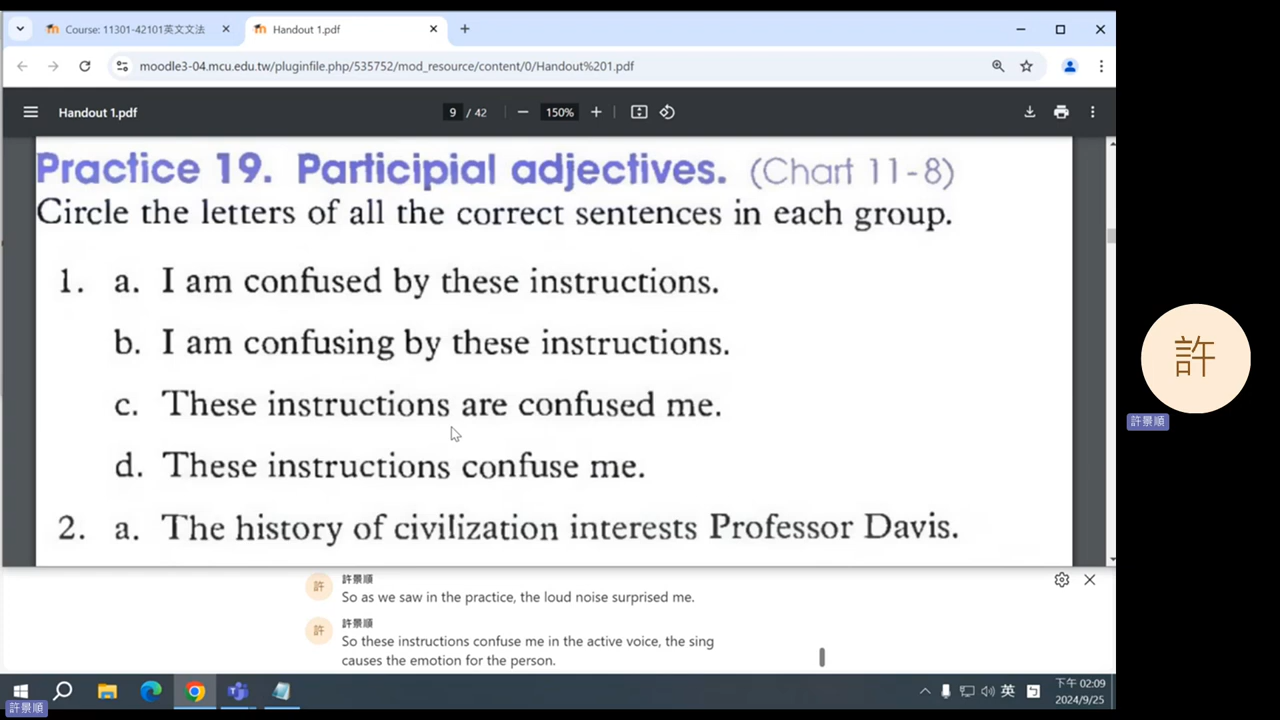 Course: 11301-42101英文文法
Handout 1.pdf
moodle3-04.mcu.edu.tw/pluginfile.php/535752/mod_resource/content/0/Handout%201.pdf
Handout 1.pdf
9 / 42
150%
Practice 19. Participial adjectives. (Chart 11-8)
Circle the letters of all the correct sentences in each group.
1. a. I am confused by these instructions.
b. I am confusing by these instructions.
c. These instructions are confused me.
d. These instructions confuse me.
2. a. The history of civilization interests Professor Davis.
許
許景順
許
許景順
So as we saw in the practice, the loud noise surprised me.
許
許景順
So these instructions confuse me in the active voice, the sing
causes the emotion for the person.
英
下午 02:09
2024/9/25
許景順